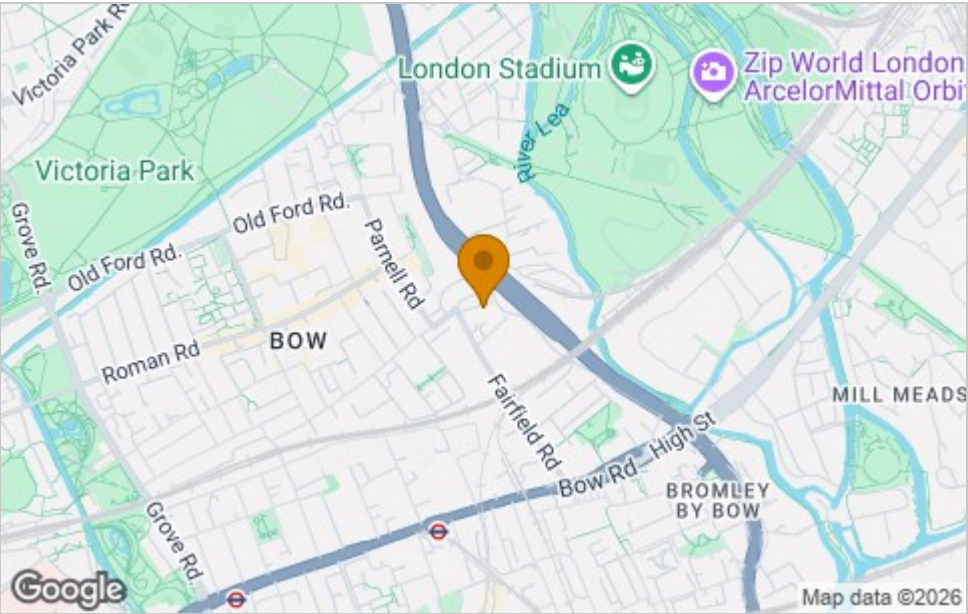 Victoria Park R
London Stadium
Zip World London
ArcelorMittal Orbi
River Lea
Victoria Park
Grove Rd.
Old Ford Rd.
Old Ford Rd.
Parnell Rd
BOW
Roman Rd
Fairfield Rd
MILL MEADS
Bow Rd
High St
BROMLEY
BY BOW
Grove Rd.
Google
Map data ©2026